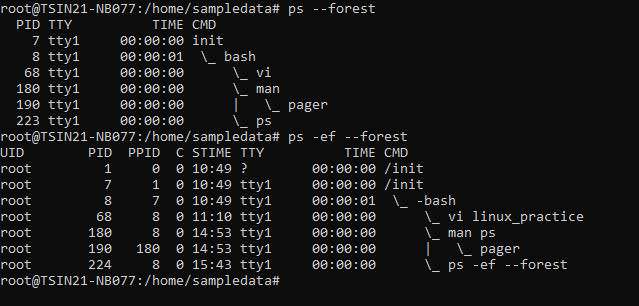 root@TSIN21-NB077:/home/sampledata# ps --forest
  PID TTY          TIME CMD
    7 tty1     00:00:00 init
    8 tty1     00:00:01  \_ bash
   68 tty1     00:00:00      \_ vi
  180 tty1     00:00:00      \_ man
  190 tty1     00:00:00      |   \_ pager
  223 tty1     00:00:00      \_ ps
root@TSIN21-NB077:/home/sampledata# ps -ef --forest
UID        PID  PPID  C STIME TTY          TIME CMD
root         1     0  0 10:49 ?        00:00:00 /init
root         7     1  0 10:49 tty1     00:00:00 /init
root         8     7  0 10:49 tty1     00:00:01  \_ -bash
root        68     8  0 11:10 tty1     00:00:00      \_ vi linux_practice
root       180     8  0 14:53 tty1     00:00:00      \_ man ps
root       190   180  0 14:53 tty1     00:00:00      |   \_ pager
root       224     8  0 15:43 tty1     00:00:00      \_ ps -ef --forest
root@TSIN21-NB077:/home/sampledata#